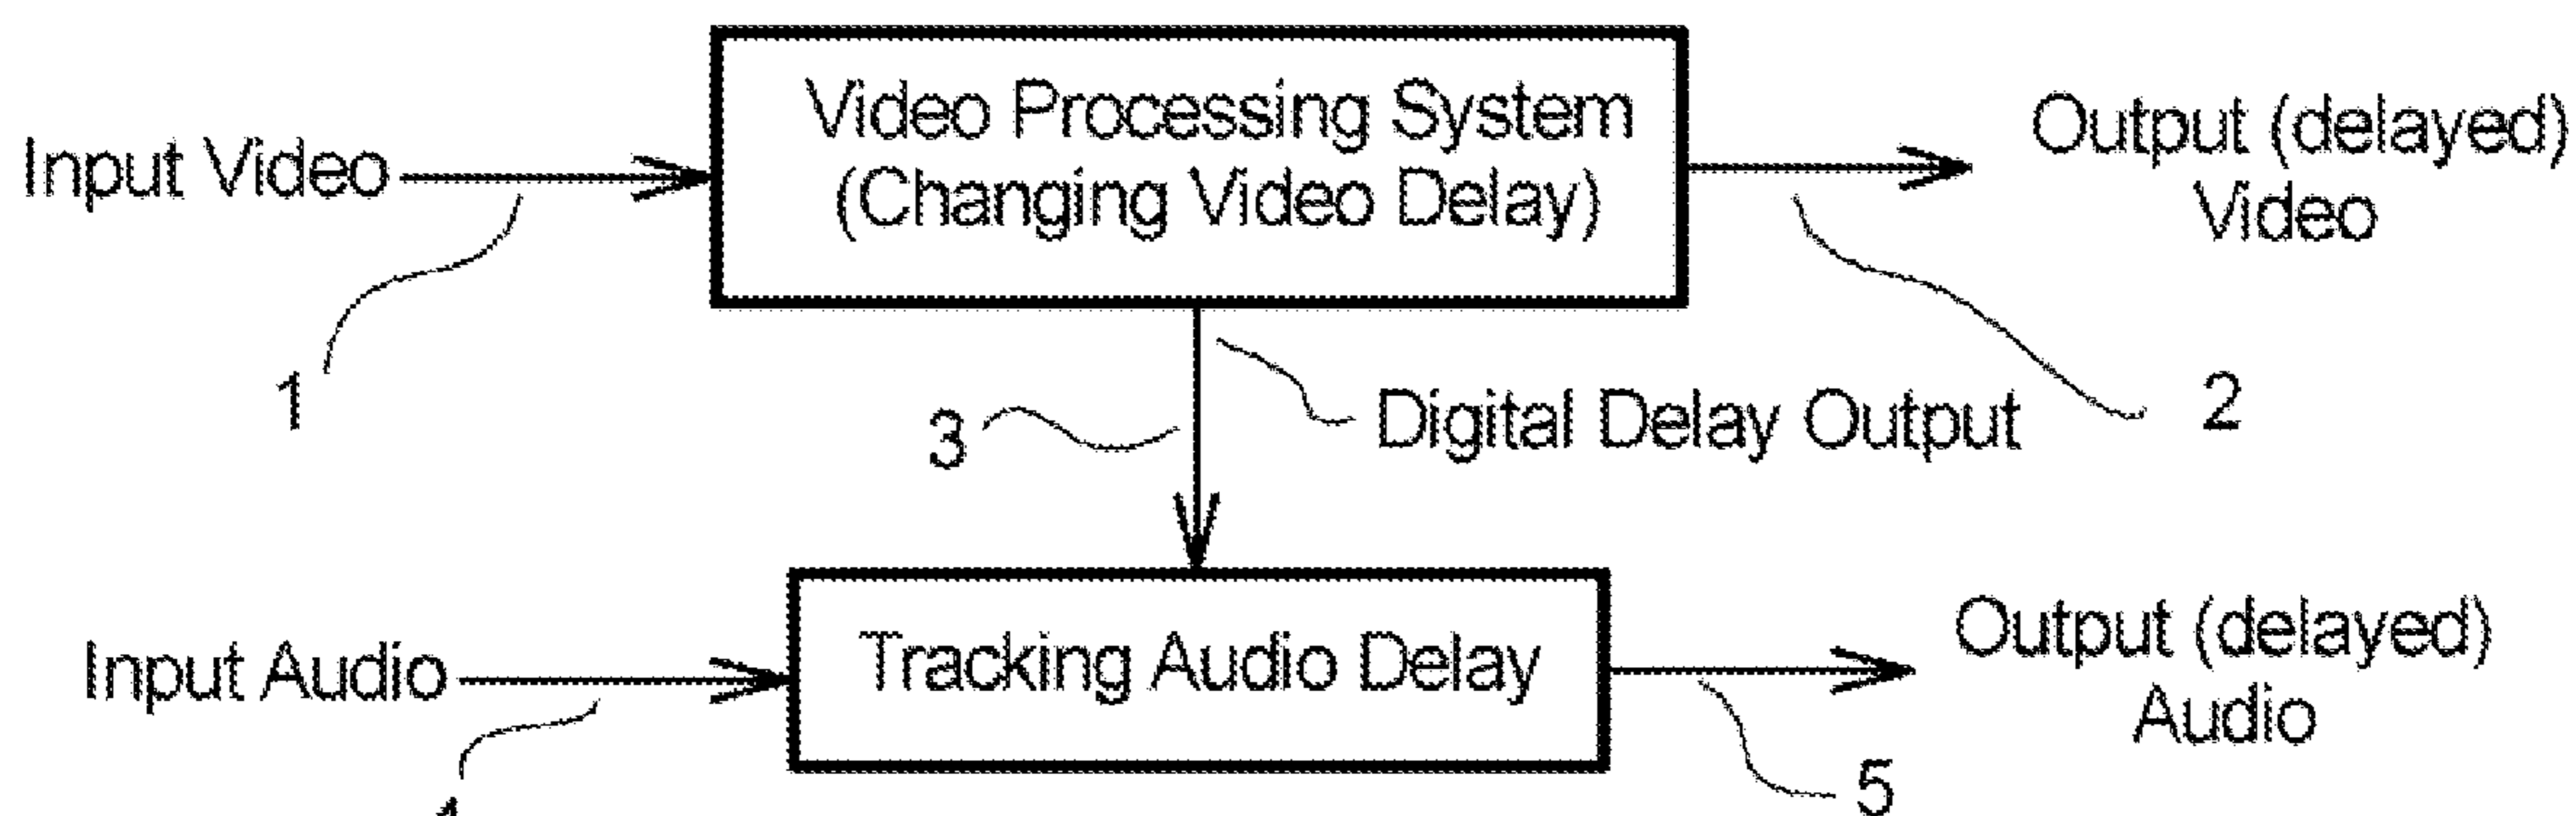 Video Processing System
(Changing Video Delay)
Input Video
Output (delayed)
Video
1
2
3
Digital Delay Output
Tracking Audio Delay
Input Audio
Output (delayed)
Audio
5